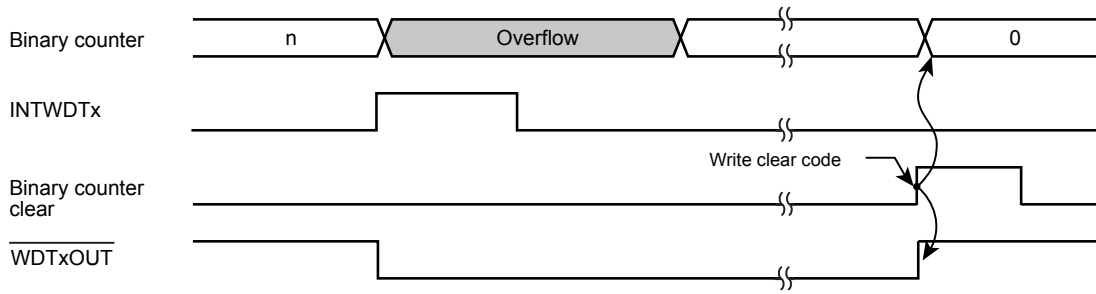 Binary counter n Overflow 0
INTWDTx
Write clear code
Binary counter
clear
WDTxOUT